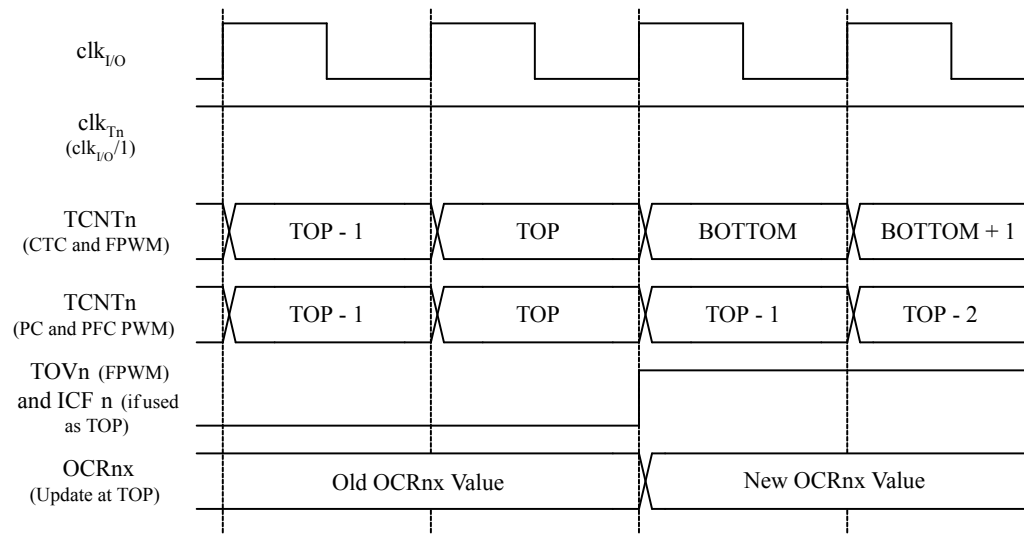 clkI/O
clkTn
(clkI/O/1)
TCNTn
(CTC and FPWM)
TOP - 1 TOP BOTTOM BOTTOM + 1
TCNTn
(PC and PFC PWM)
TOP - 1 TOP TOP - 1 TOP - 2
TOVn (FPWM)
and ICF n (if used
as TOP)
OCRnx
(Update at TOP)
Old OCRnx Value New OCRnx Value